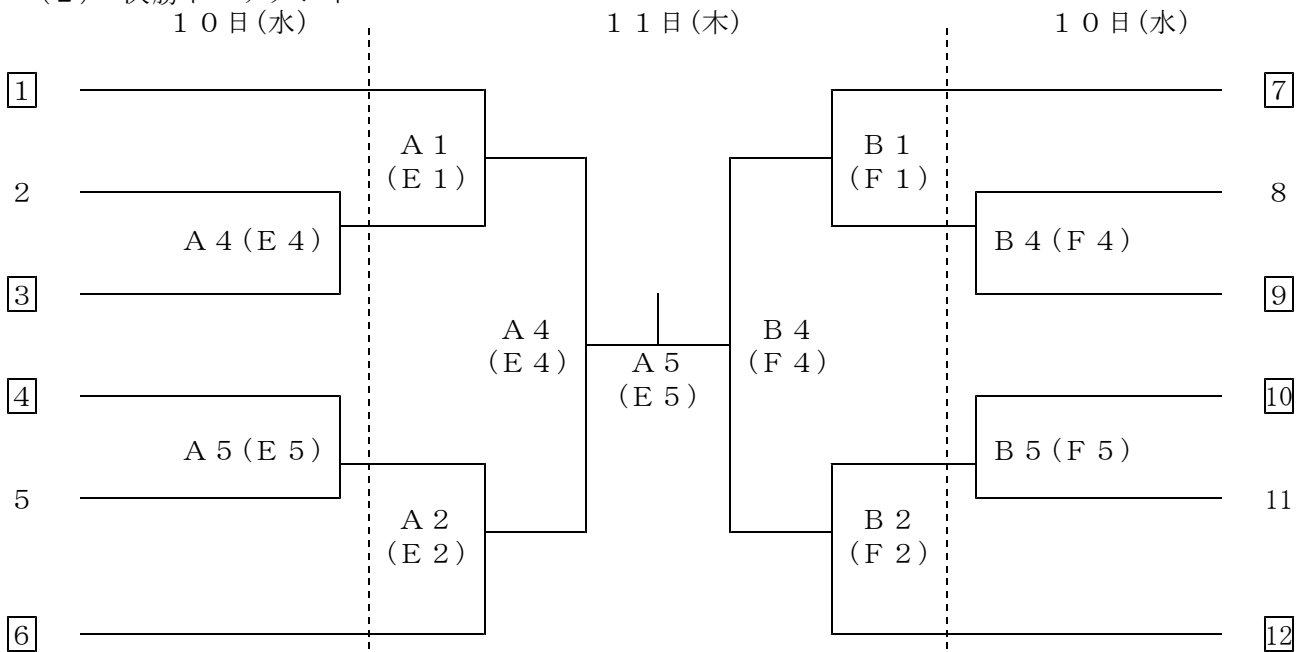 (2)
10日(水) 11日(木) 10日(水)
1 7
A1 B1
(E1) (F1)
2 8
A4(E4) B4(F4)
3 9
A4 B4
(E4) A5 (F4)
(E5)
4 10
A5(E5) B5(F5)
5 11
A2 B2
(E2) (F2)
6 12